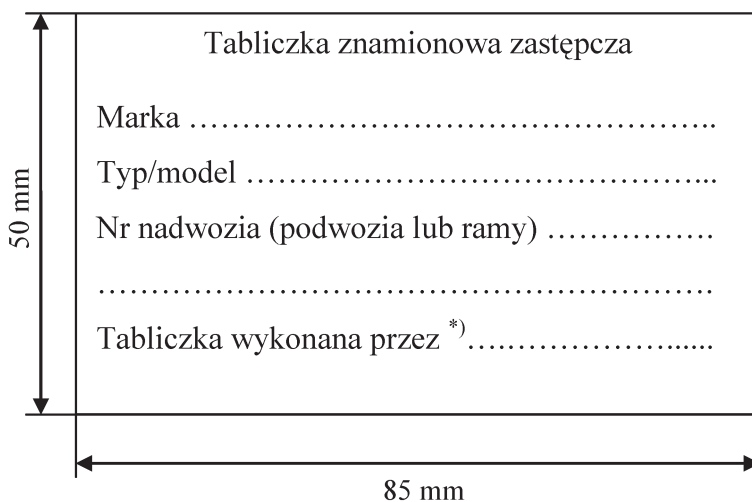 Tabliczka znamionowa zastępcza
Marka ………………………………………………..
Typ/model ………………………………………...
Nr nadwozia (podwozia lub ramy) …………….
……………………………………………………….
Tabliczka wykonana przez *)….……………......
50 mm
85 mm